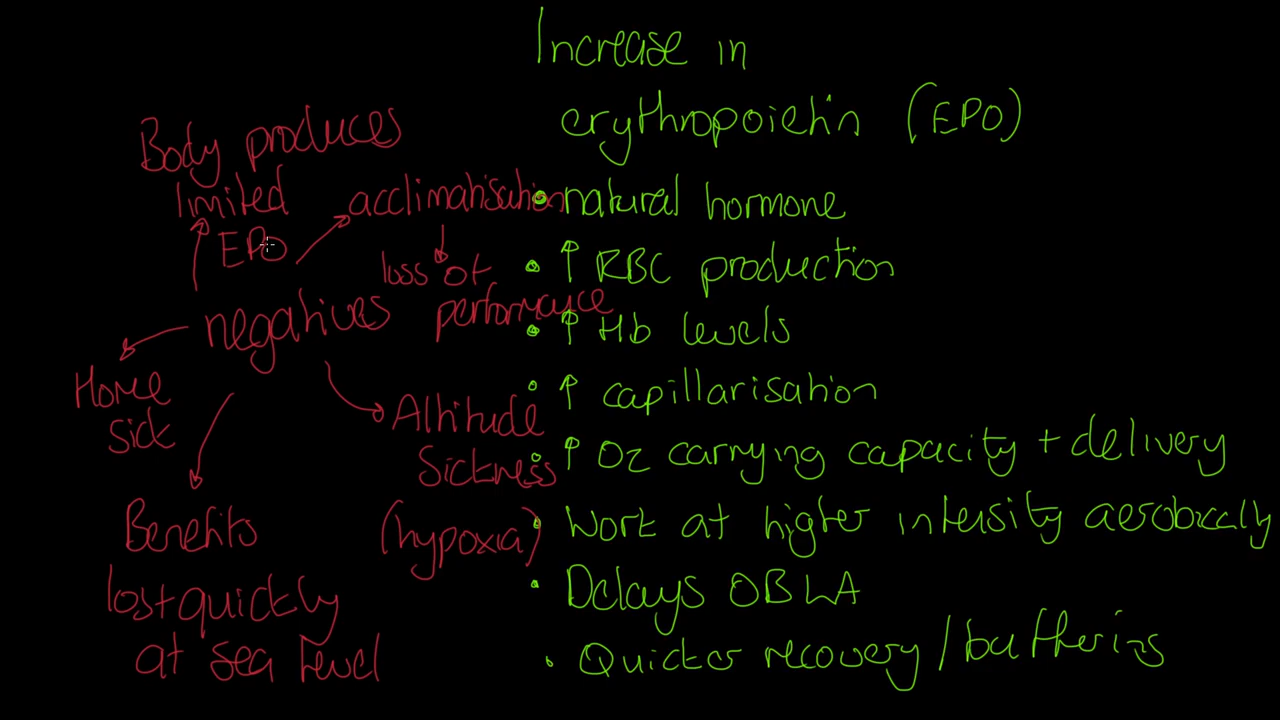 Increase in
erythropoietin (EPO)
• natural hormone
• ↑ RBC production
• ↑ Hb levels
• ↑ capillarisation
• ↑ O2 carrying capacity + delivery
• Work at higher intensity aerobically
• Delays OBLA
• Quicker recovery / buffering
negatives
Body produces
limited
EPO
acclimatisation
loss of
performance
Home
Sick
Altitude
Sickness
(hypoxia)
Benefits
lost quickly
at sea level